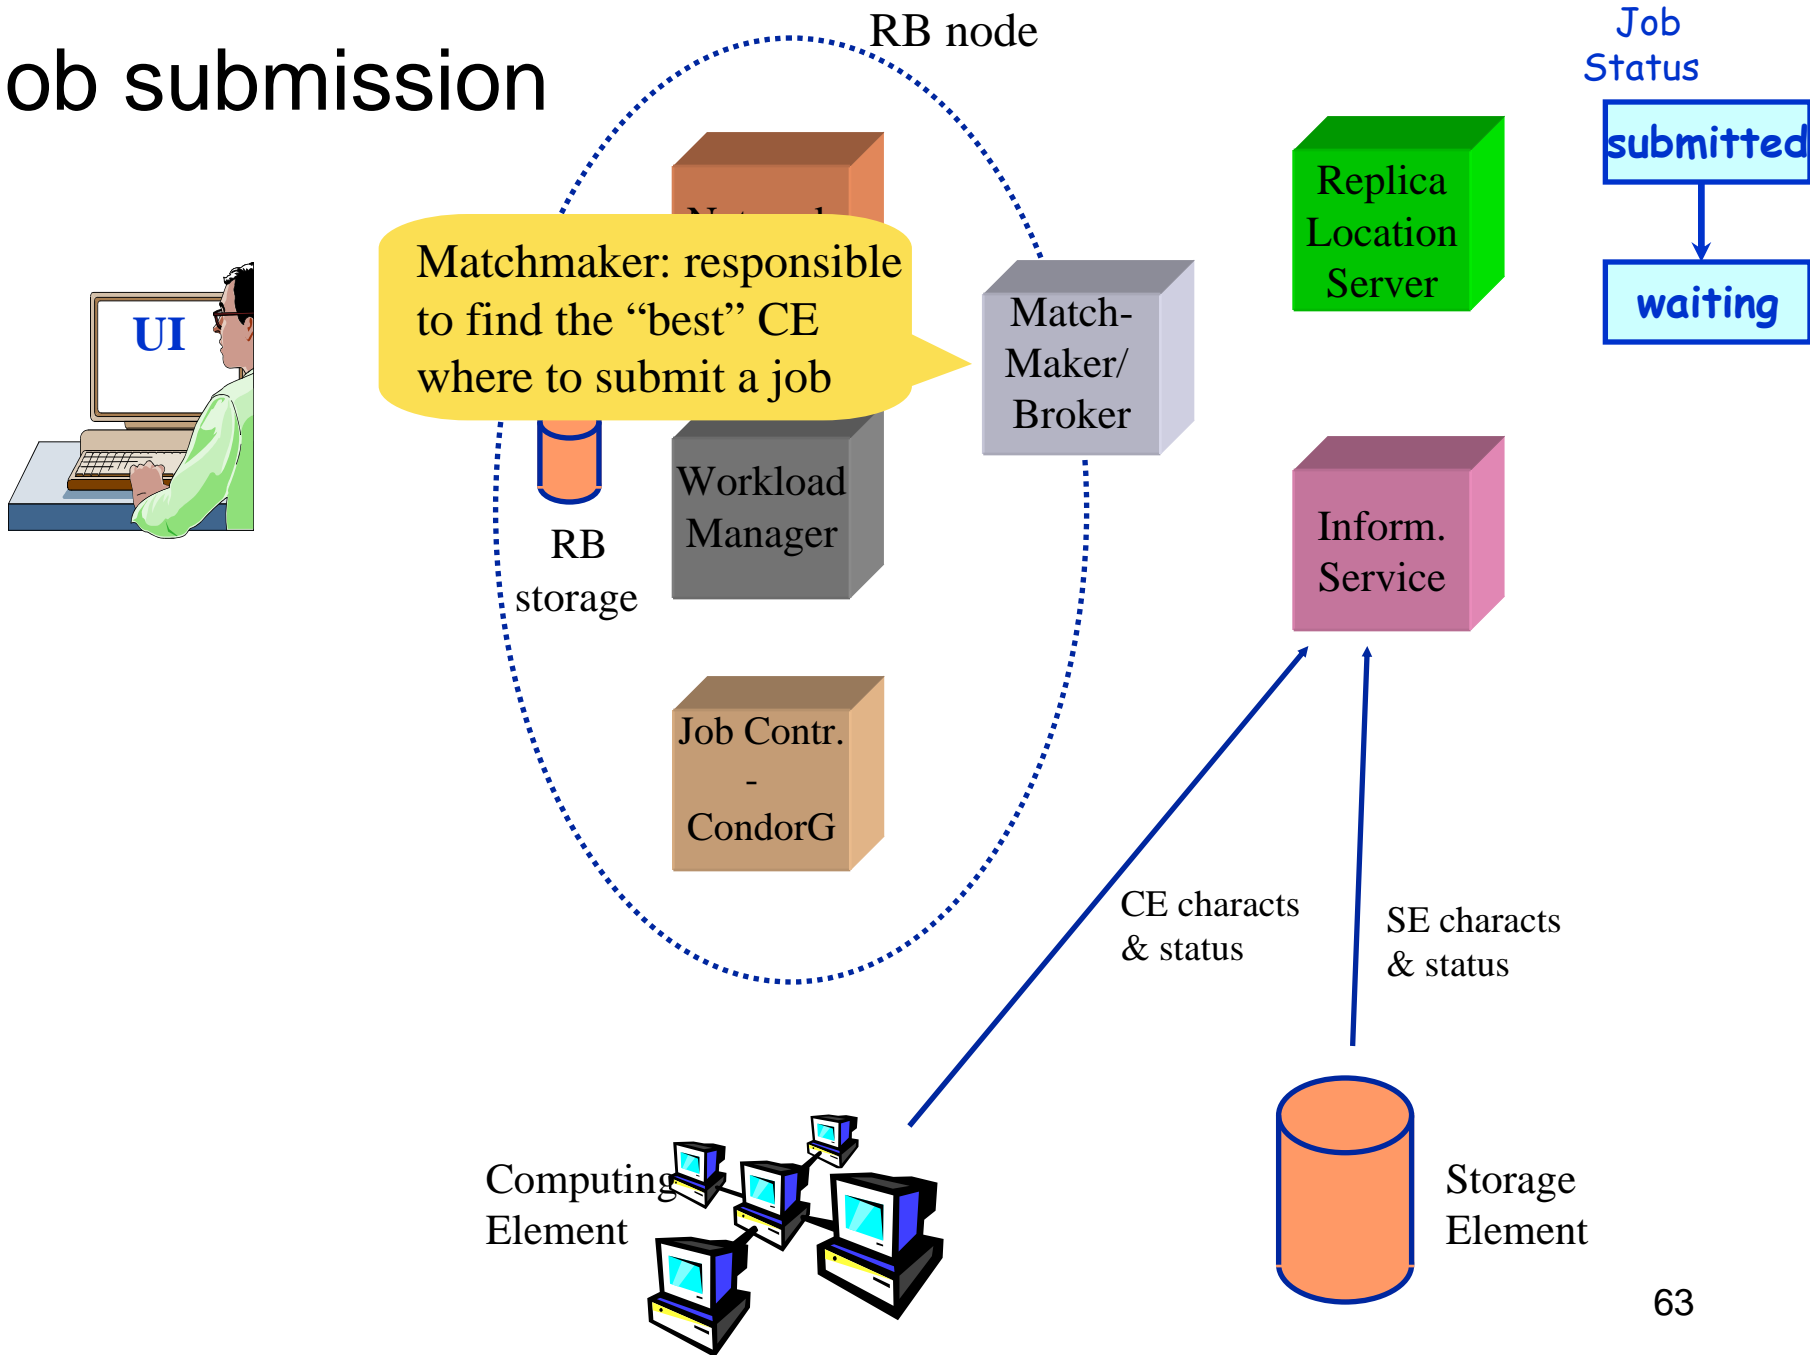 ob submission
RB node
Job
Status
submitted
waiting
Replica
Location
Server
Matchmaker: responsible
to find the “best” CE
where to submit a job
Match-
Maker/
Broker
UI
Workload
Manager
RB
storage
Inform.
Service
Job Contr.
-
CondorG
CE characts
& status
SE characts
& status
Computing
Element
Storage
Element
63